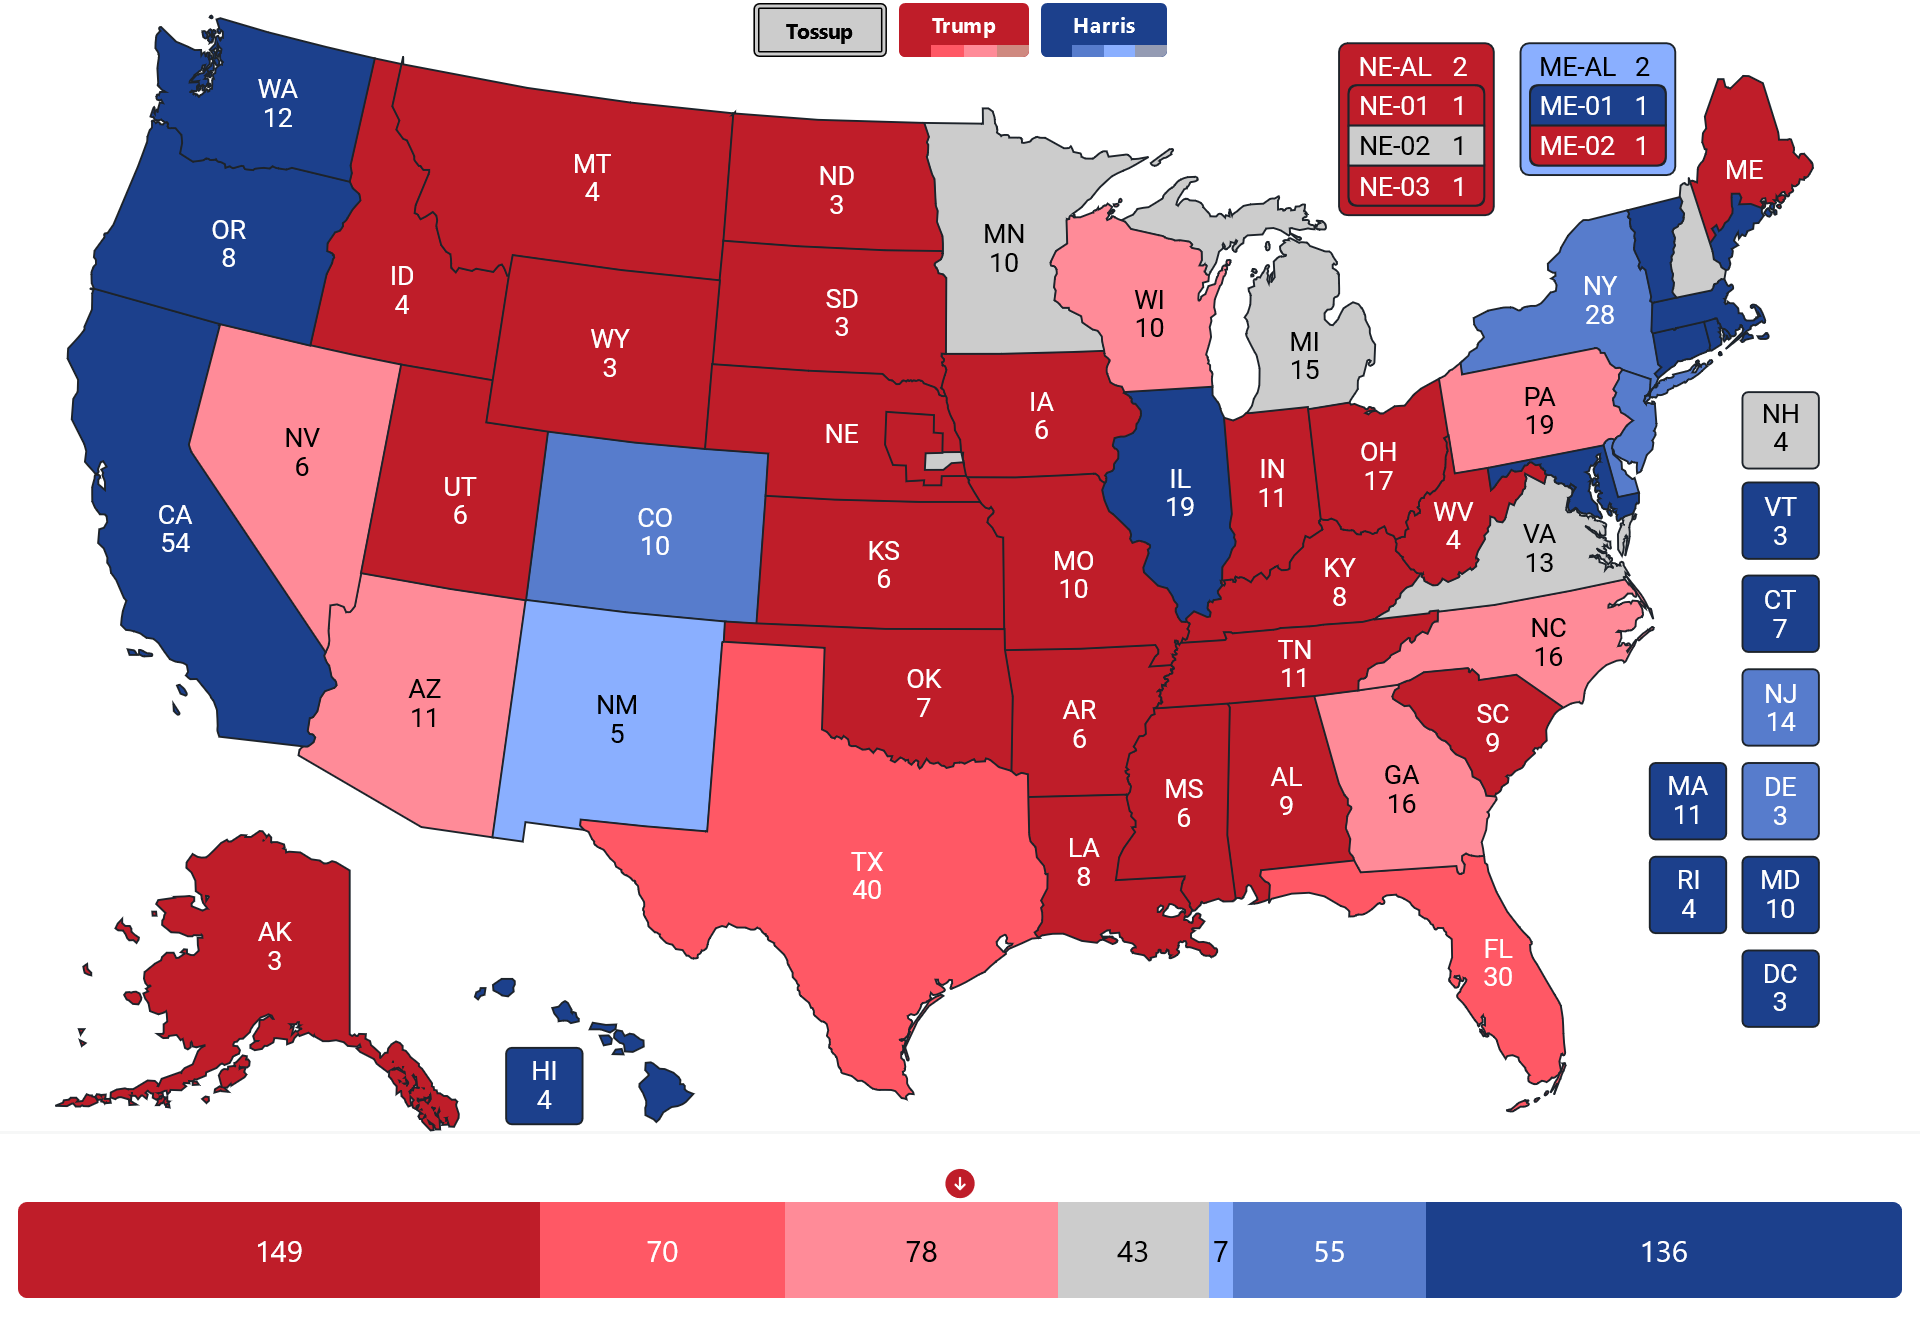 Tossup
Trump
Harris
NE-AL 2
NE-01 1
NE-02 1
NE-03 1
ME-AL 2
ME-01 1
ME-02 1
WA
12
OR
8
CA
54
ID
4
NV
6
MT
4
WY
3
UT
6
AZ
11
CO
10
NM
5
ND
3
SD
3
NE
KS
6
OK
7
TX
40
MN
10
IA
6
MO
10
AR
6
LA
8
WI
10
IL
19
MI
15
IN
11
OH
17
KY
8
TN
11
MS
6
AL
9
GA
16
FL
30
SC
9
NC
16
VA
13
WV
4
PA
19
NY
28
ME
NH
4
VT
3
CT
7
NJ
14
MA
11
DE
3
RI
4
MD
10
DC
3
AK
3
HI
4
149
70
78
43
7
55
136